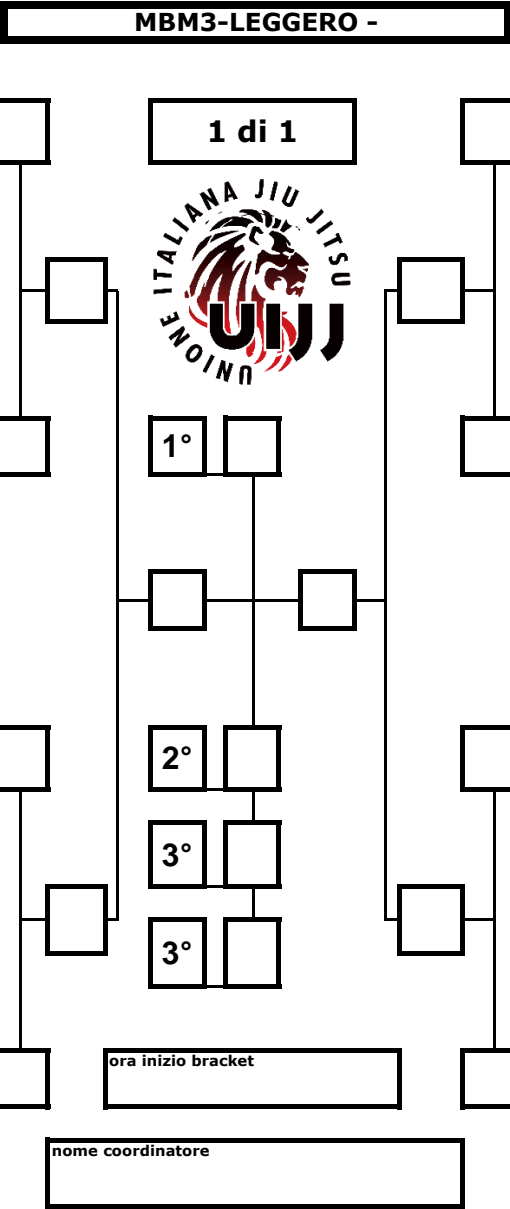 MBM3-LEGGERO -
1 di 1
UNIONE ITALIANA JIU JITSU
UIJJ
1°
2°
3°
3°
ora inizio bracket
nome coordinatore